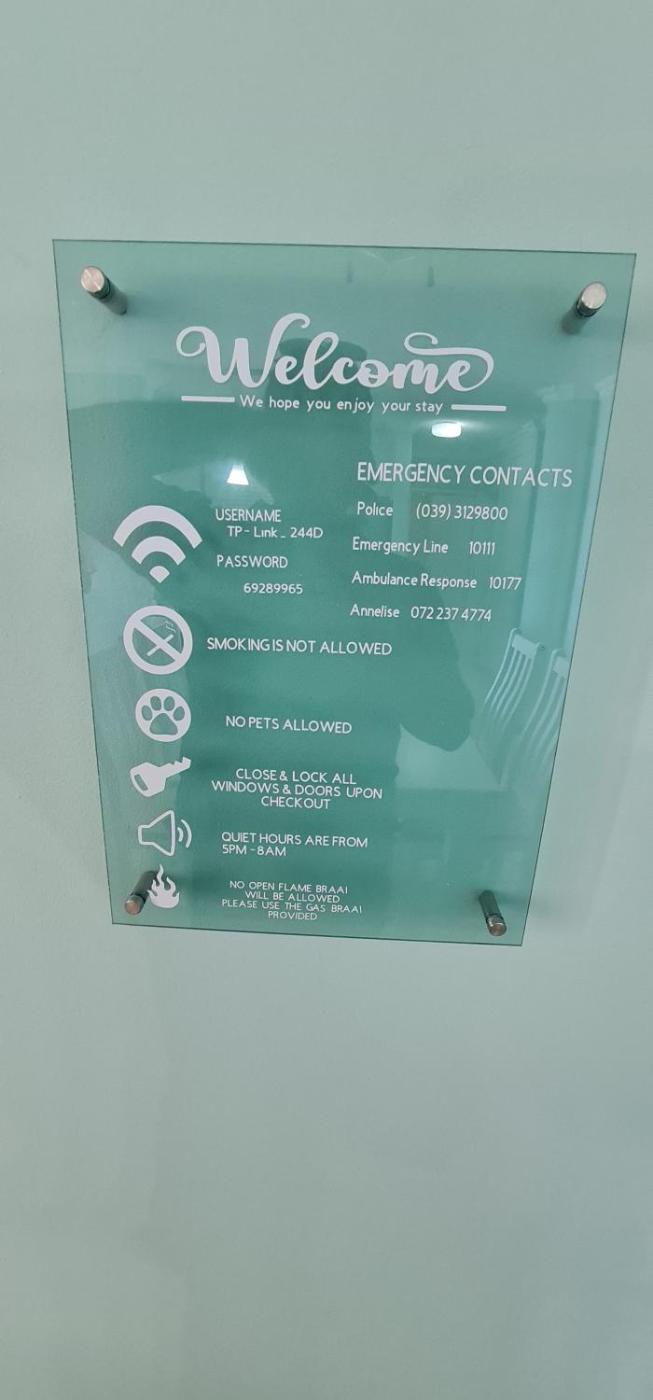 Welcome
We hope you enjoy your stay
EMERGENCY CONTACTS
Police (039) 3129800
Emergency Line 10111
Ambulance Response 10177
Annelise 072 237 4774
USERNAME
TP - Link _ 244D
PASSWORD
69289965
SMOKING IS NOT ALLOWED
NO PETS ALLOWED
CLOSE & LOCK ALL
WINDOWS & DOORS UPON
CHECKOUT
QUIET HOURS ARE FROM
5PM - 8AM
NO OPEN FLAME BRAAI
WILL BE ALLOWED
PLEASE USE THE GAS BRAAI
PROVIDED